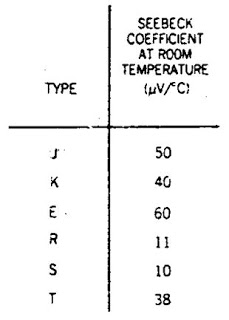 SEEBECK
COEFFICIENT
AT ROOM
TEMPERATURE
TYPE (µV/°C)
J 50
K 40
E 60
R 11
S 10
T 38